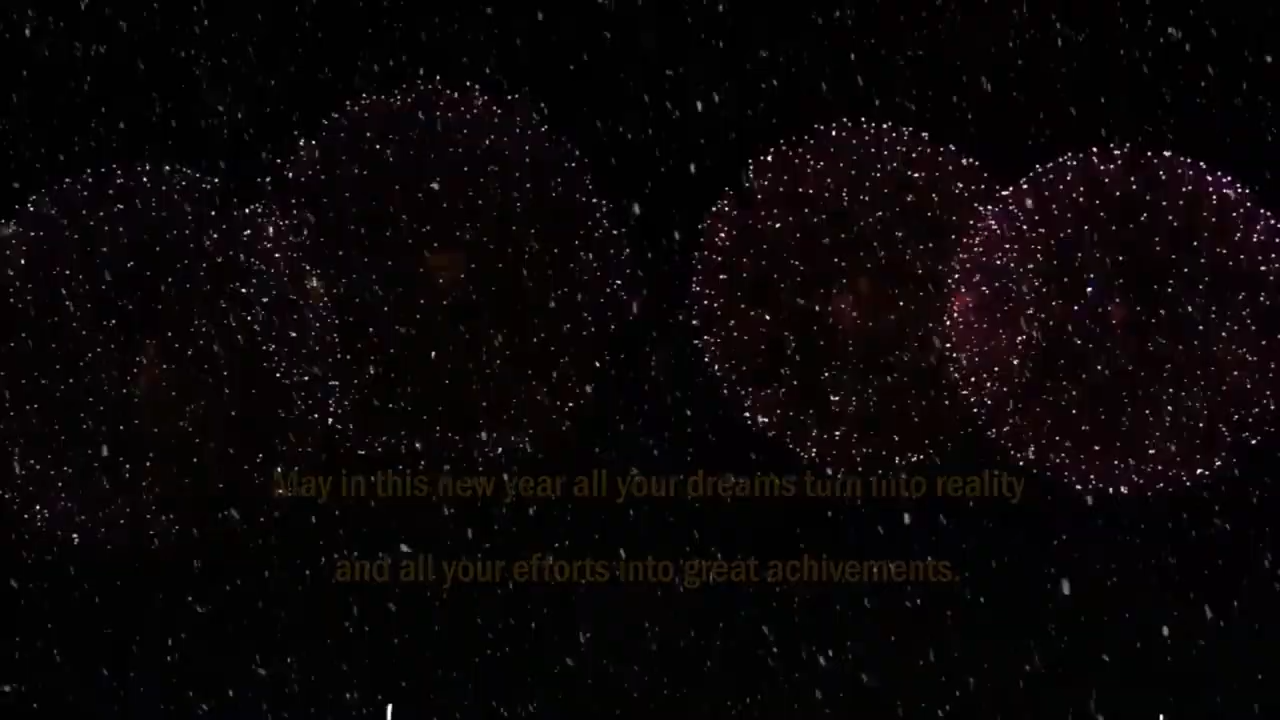 May in this new year all your dreams turn into reality
and all your efforts into great achivements.